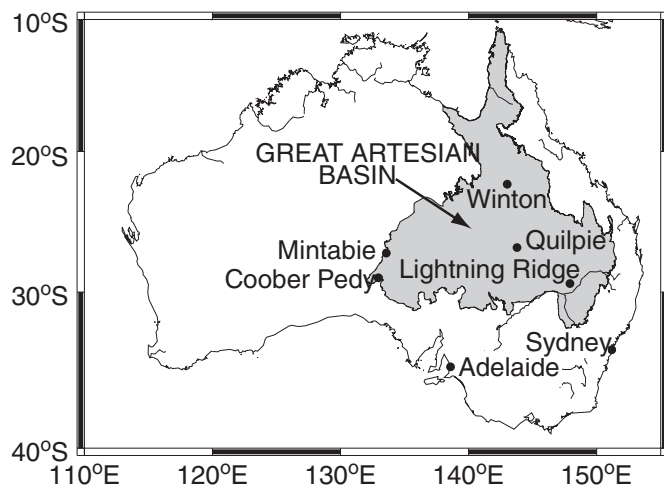 10°S
20°S
30°S
40°S
GREAT ARTESIAN
BASIN
Winton
Mintabie
Quilpie
Coober Pedy
Lightning Ridge
Sydney
Adelaide
110°E
120°E
130°E
140°E
150°E